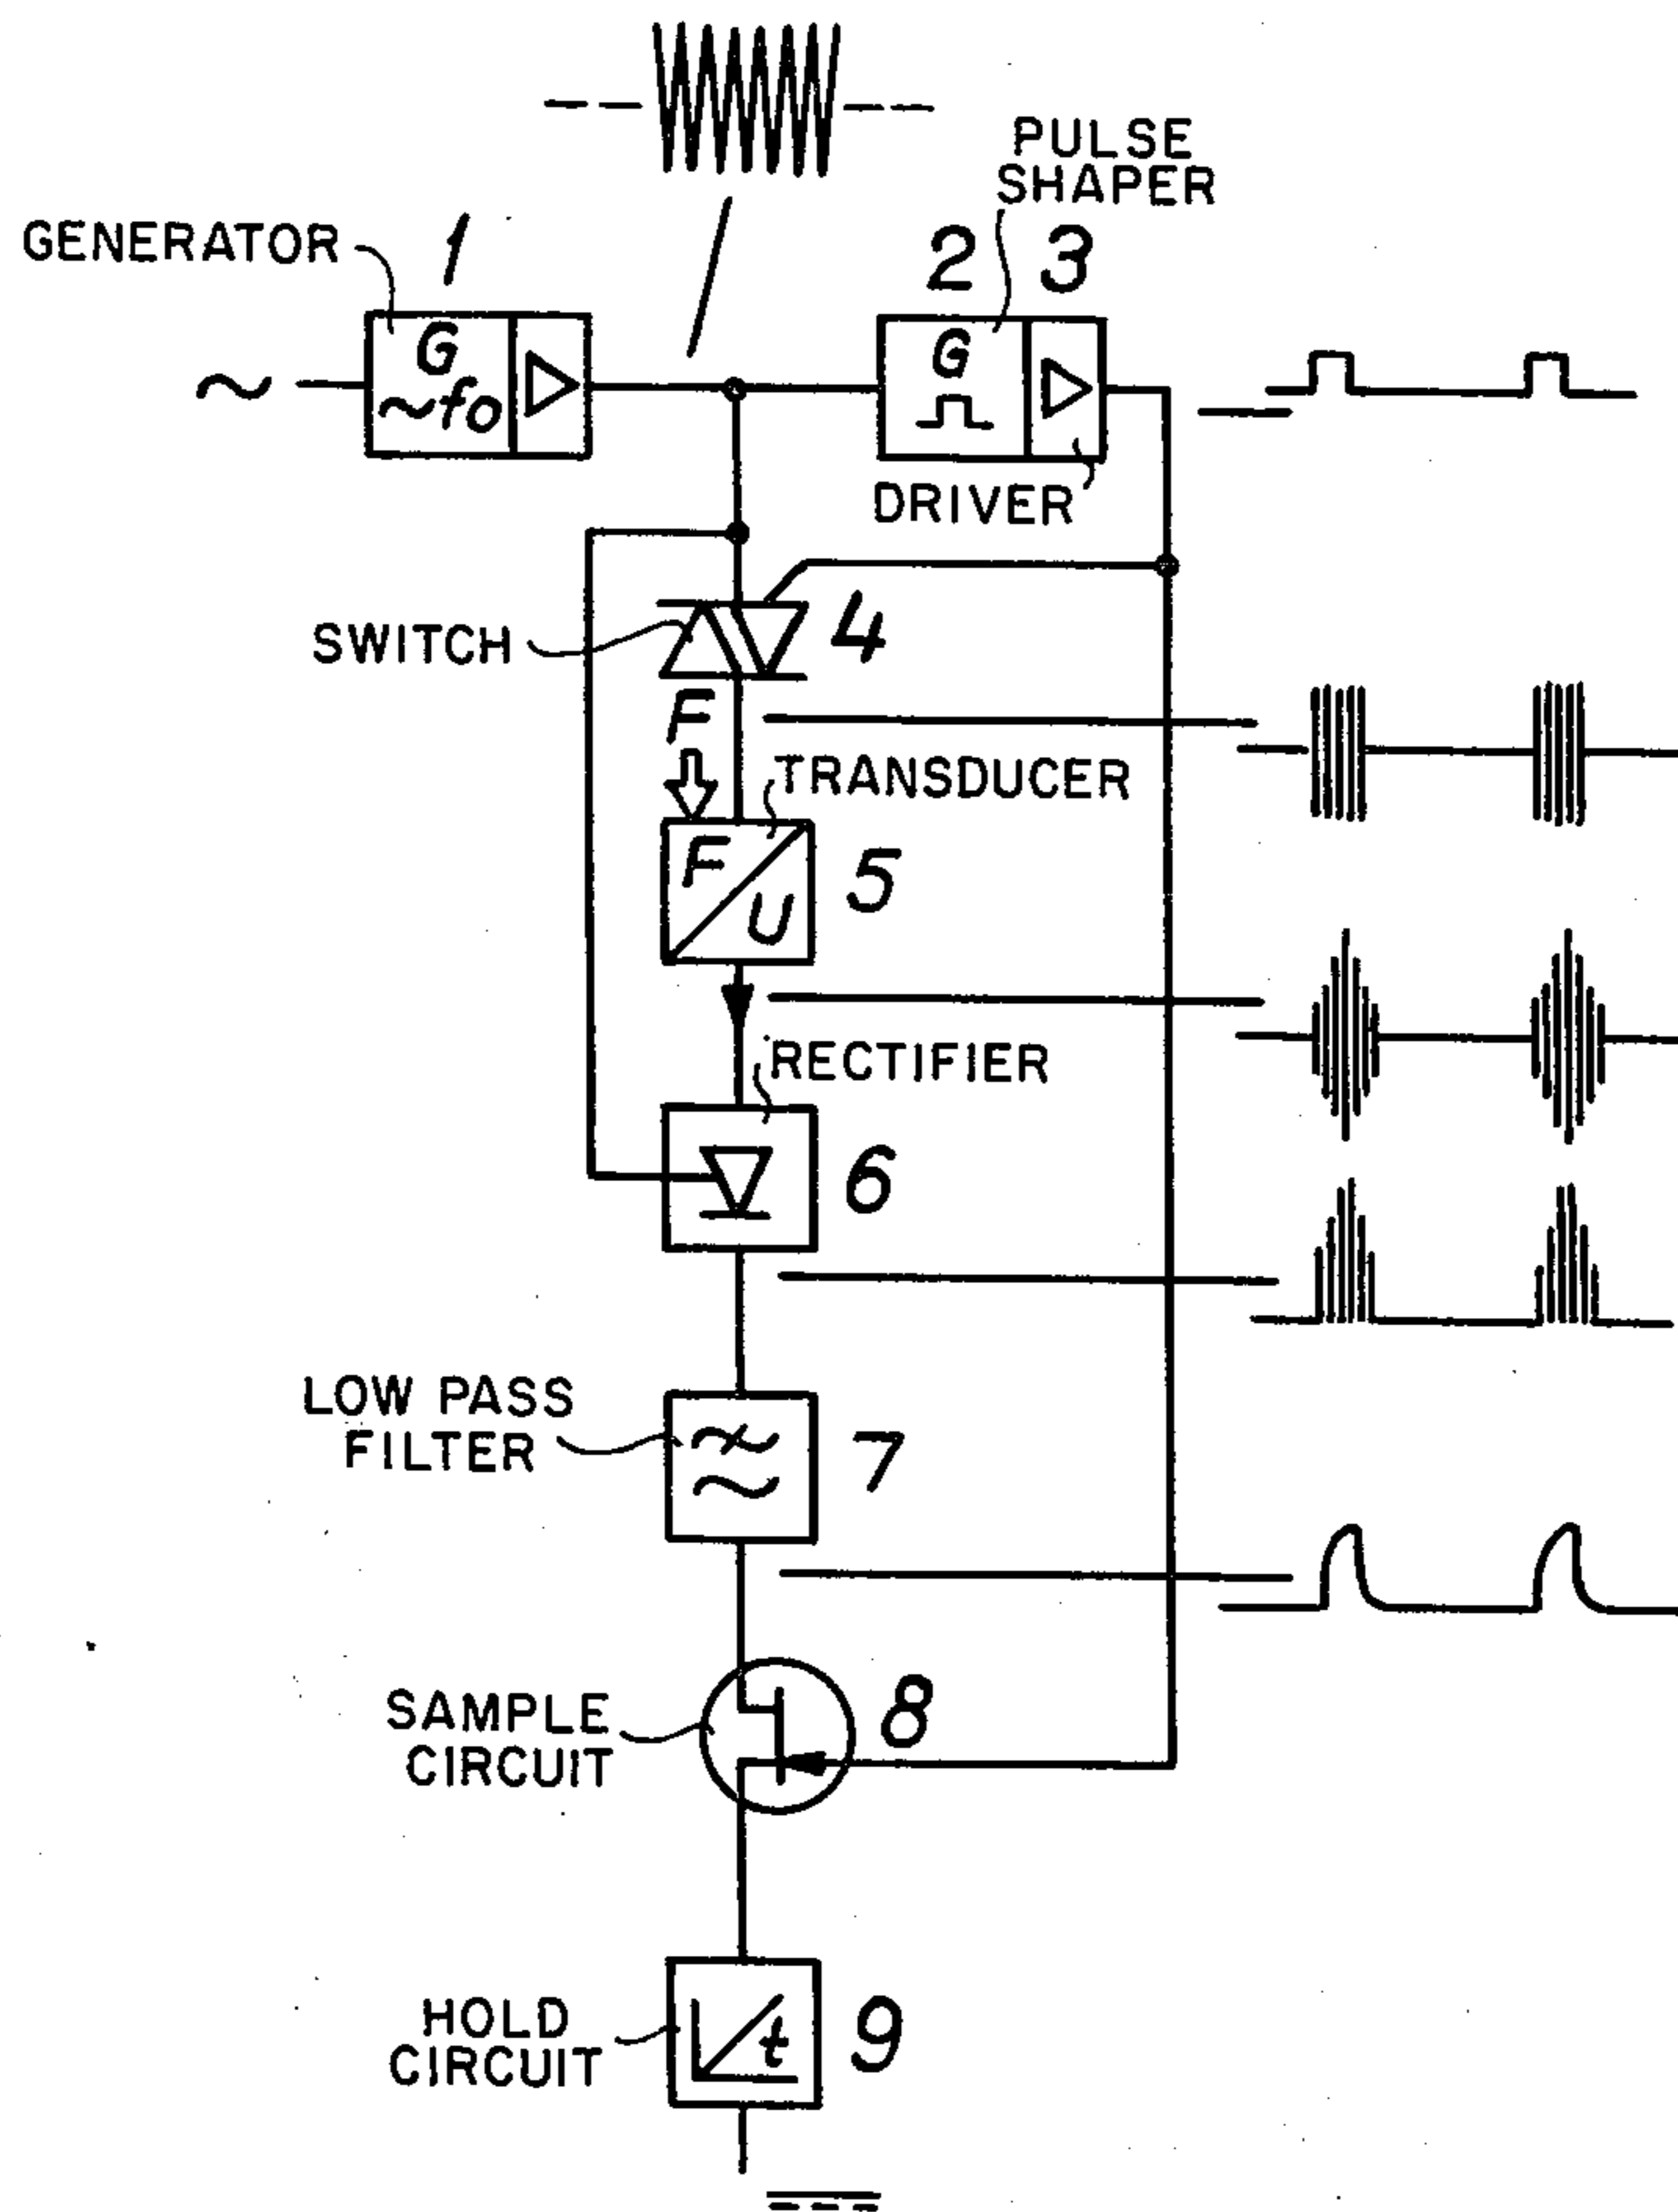 PULSE
SHAPER
GENERATOR
1
2
3
G
~fo
G
DRIVER
SWITCH
4
F
TRANSDUCER
F
U
5
RECTIFIER
6
LOW PASS
FILTER
7
SAMPLE
CIRCUIT
8
HOLD
CIRCUIT
t
9